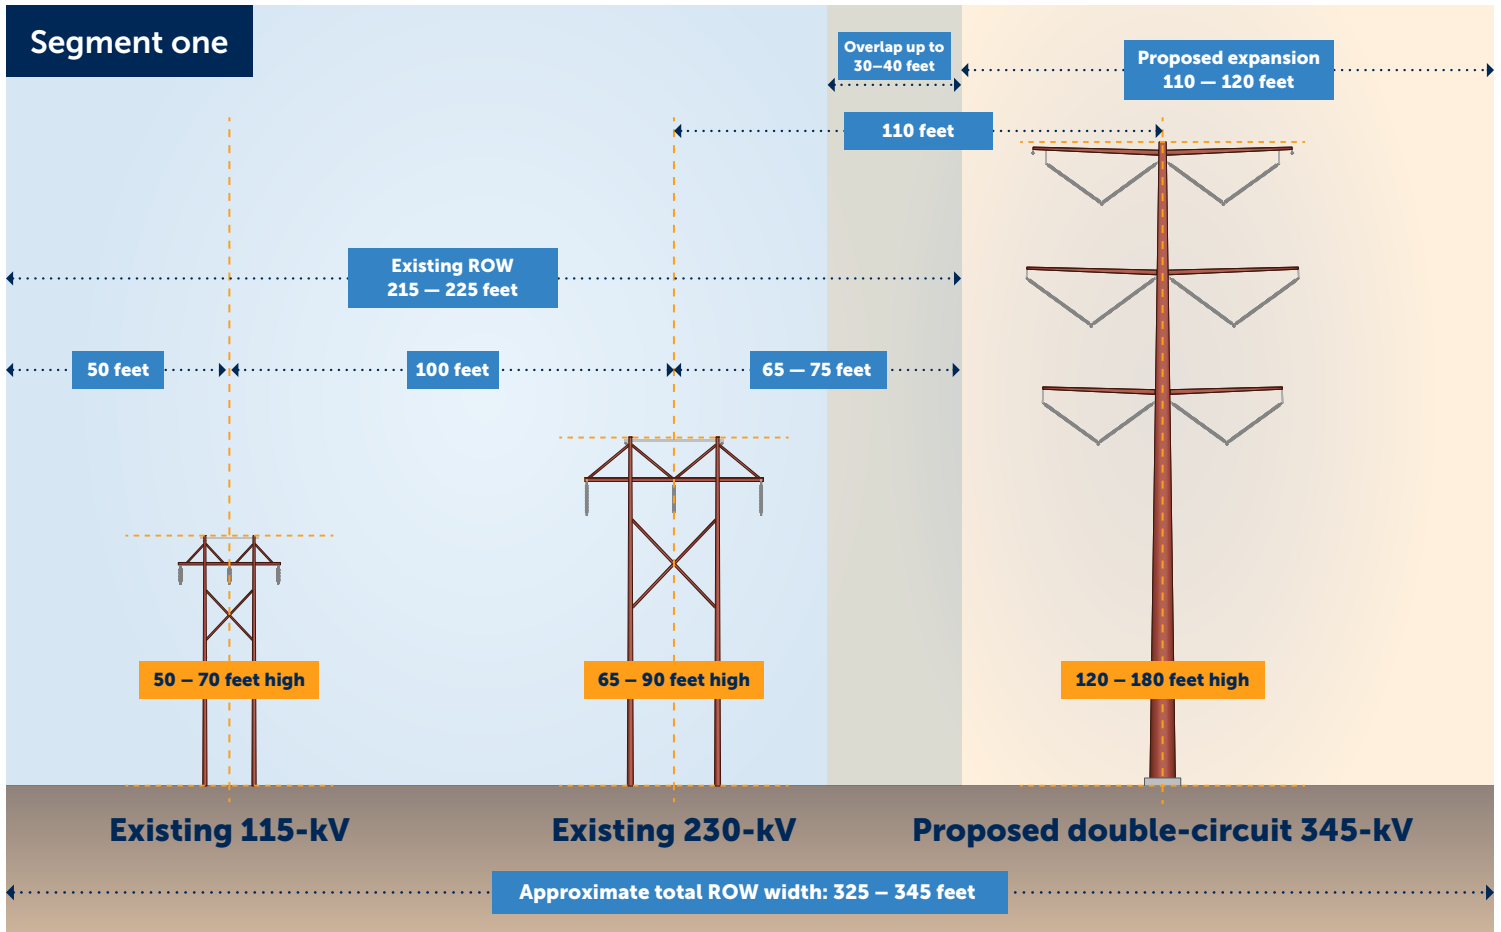 Segment one
Overlap up to
30–40 feet
Proposed expansion
110 — 120 feet
110 feet
Existing ROW
215 — 225 feet
50 feet
100 feet
65 — 75 feet
50 – 70 feet high
65 – 90 feet high
120 – 180 feet high
Existing 115-kV
Existing 230-kV
Proposed double-circuit 345-kV
Approximate total ROW width: 325 – 345 feet